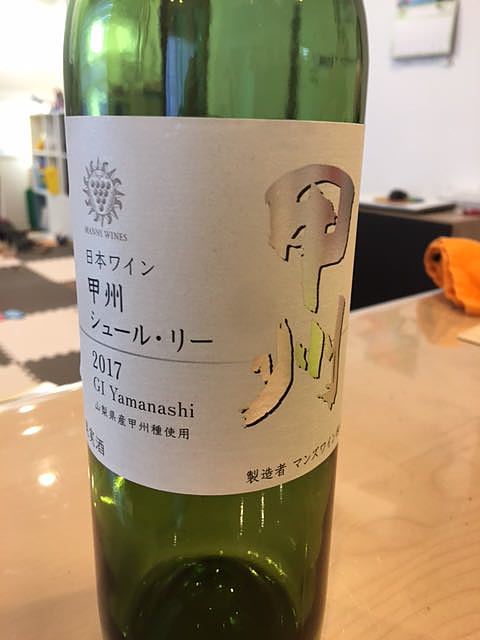 MANNS WINES
日本ワイン
甲州
シュール・リー
2017
GI Yamanashi
山梨県産甲州種使用
製造者 マンズワイン
甲州